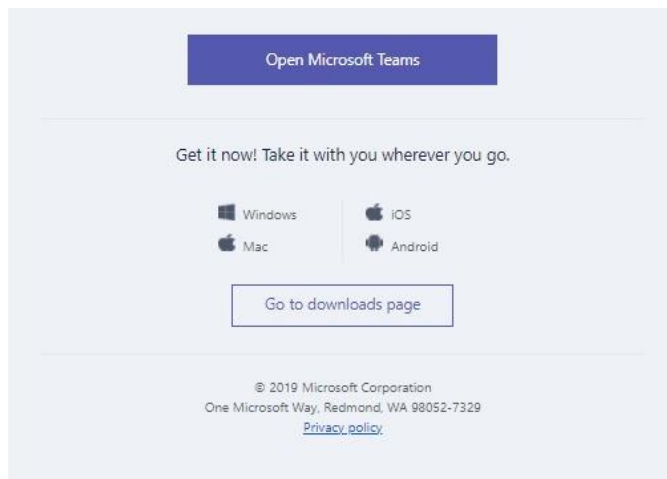 Open Microsoft Teams
Get it now! Take it with you wherever you go.
Windows
iOS
Mac
Android
Go to downloads page
© 2019 Microsoft Corporation
One Microsoft Way, Redmond, WA 98052-7329
Privacy policy